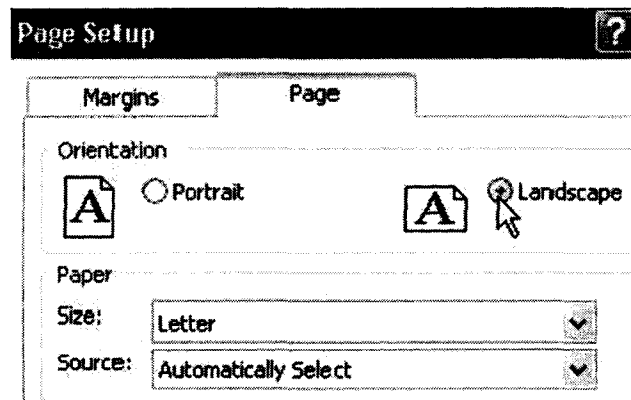 Page Setup ?
Margins Page
Orientation
A Portrait A Landscape
Paper
Size: Letter
Source: Automatically Select